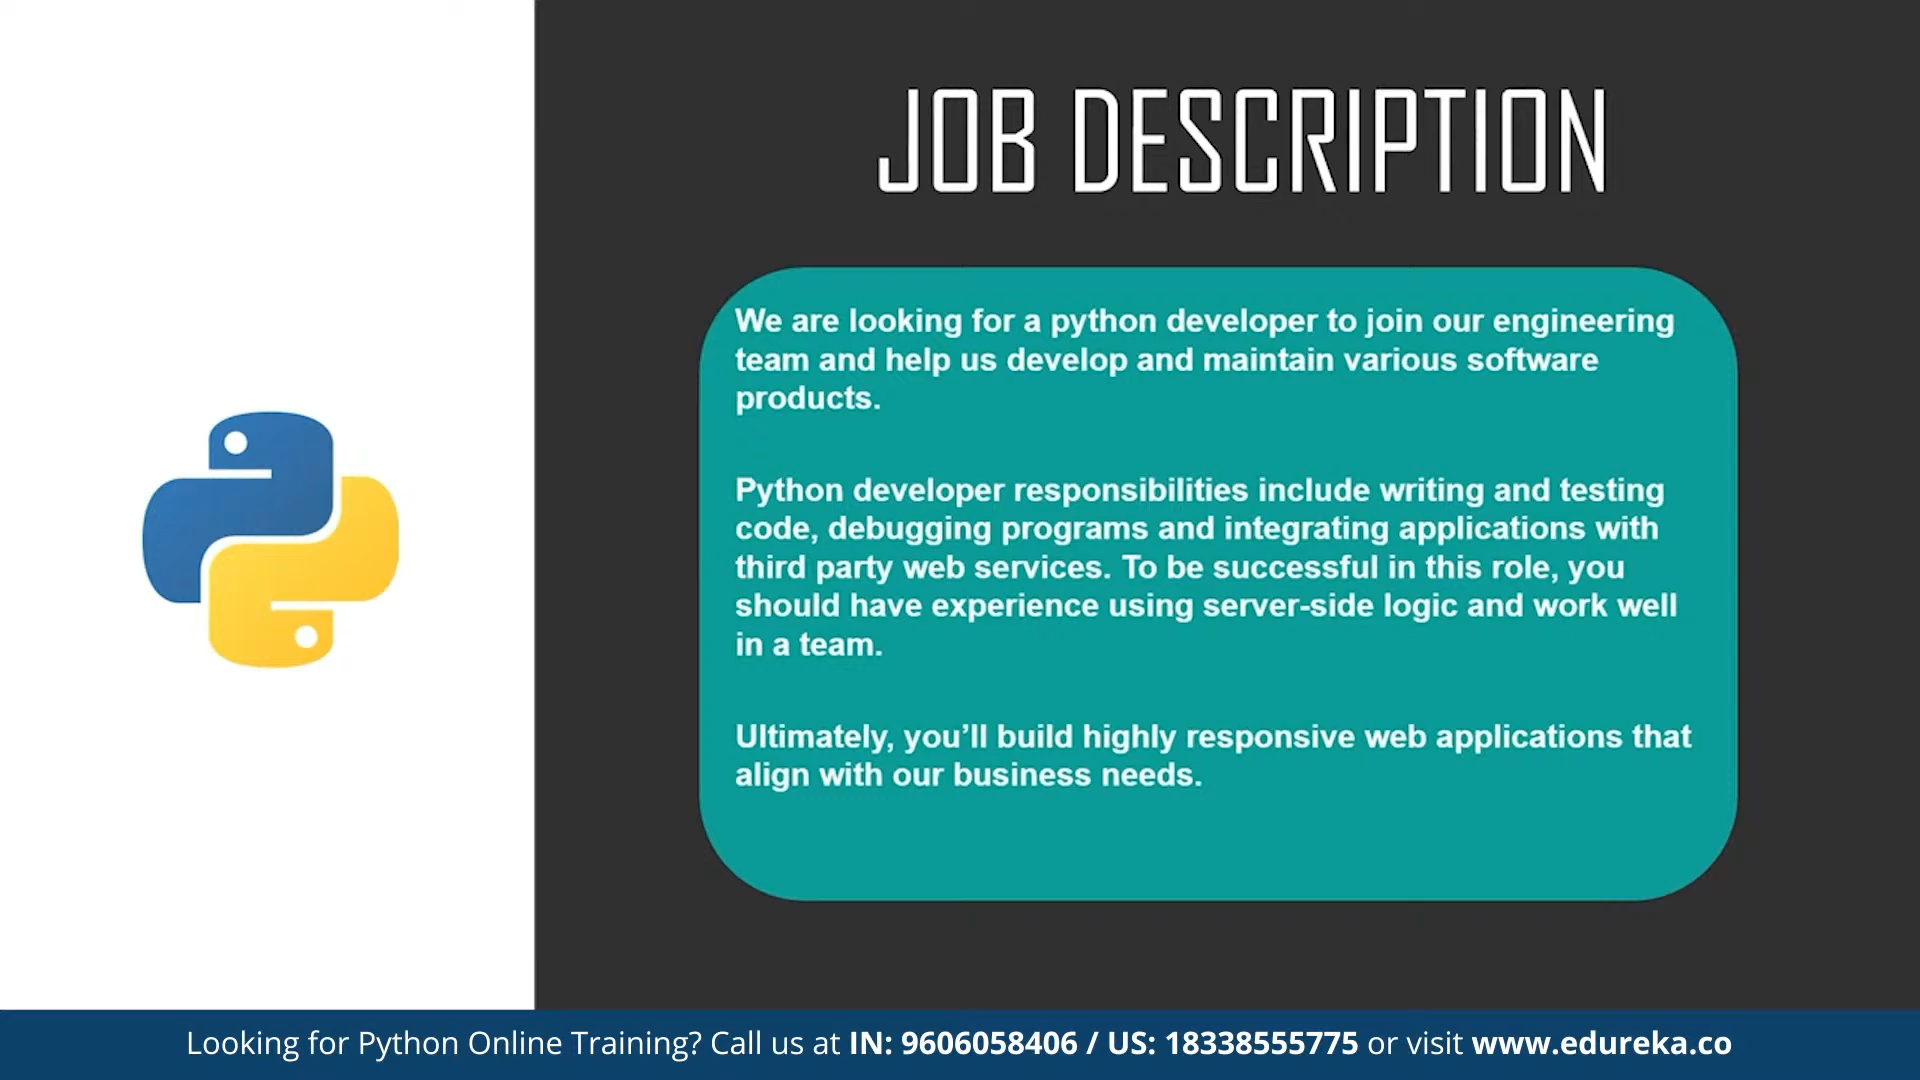 JOB DESCRIPTION
We are looking for a python developer to join our engineering
team and help us develop and maintain various software
products.
Python developer responsibilities include writing and testing
code, debugging programs and integrating applications with
third party web services. To be successful in this role, you
should have experience using server-side logic and work well
in a team.
Ultimately, you’ll build highly responsive web applications that
align with our business needs.
Looking for Python Online Training? Call us at IN: 9606058406 / US: 18338555775 or visit www.edureka.co